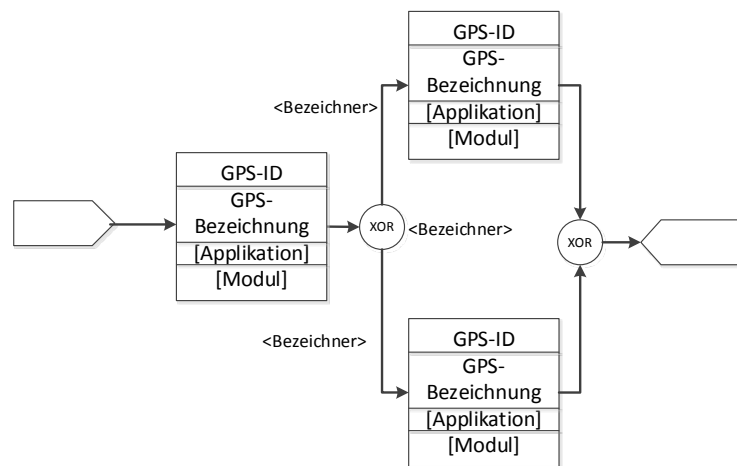 GPS-ID
GPS-
Bezeichnung
[Applikation]
[Modul]
<Bezeichner>
GPS-ID
GPS-
Bezeichnung
[Applikation]
[Modul]
XOR
<Bezeichner>
XOR
<Bezeichner>
GPS-ID
GPS-
Bezeichnung
[Applikation]
[Modul]